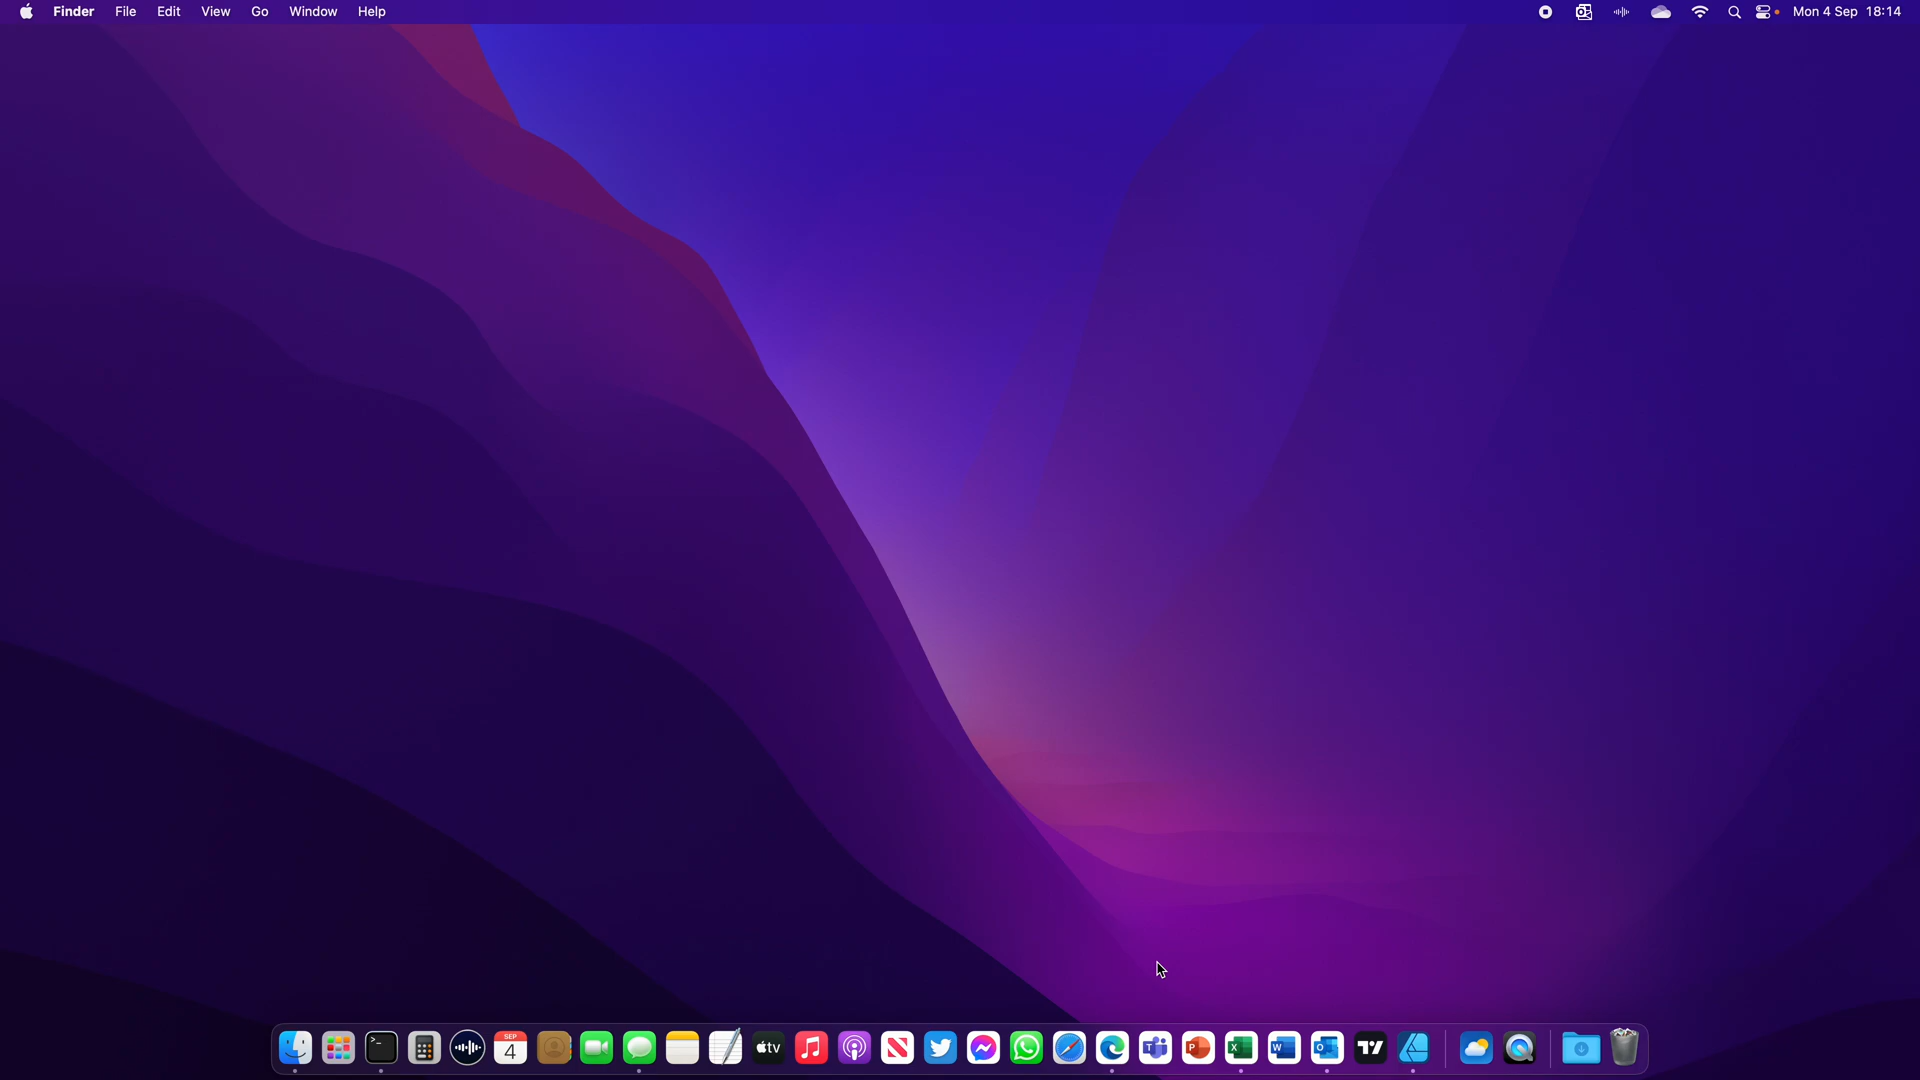 Finder File Edit View Go Window Help Mon 4 Sep 18:14
SEP
4
>_
tv
N
P
X
W
O